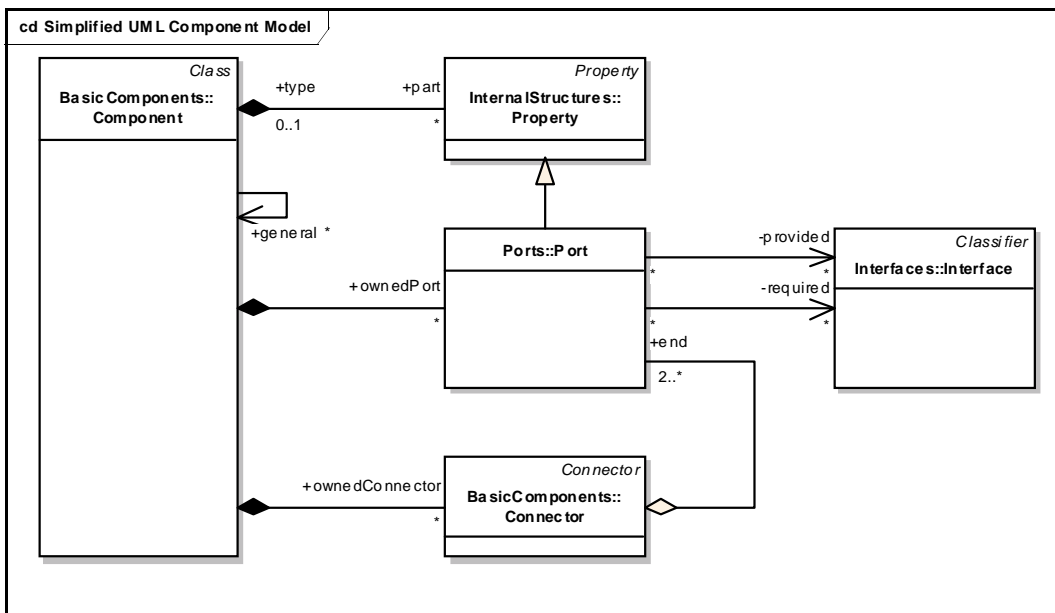 cd Simplified UML Component Model
Class
BasicComponents::
Component
+type
+part
0..1
*
Property
InternalStructures::
Property
+general *
Ports::Port
-provided
*
*
-required
*
*
Classifier
Interfaces::Interface
+ownedPort
*
+end
2..*
+ownedConnector
*
Connector
BasicComponents::
Connector